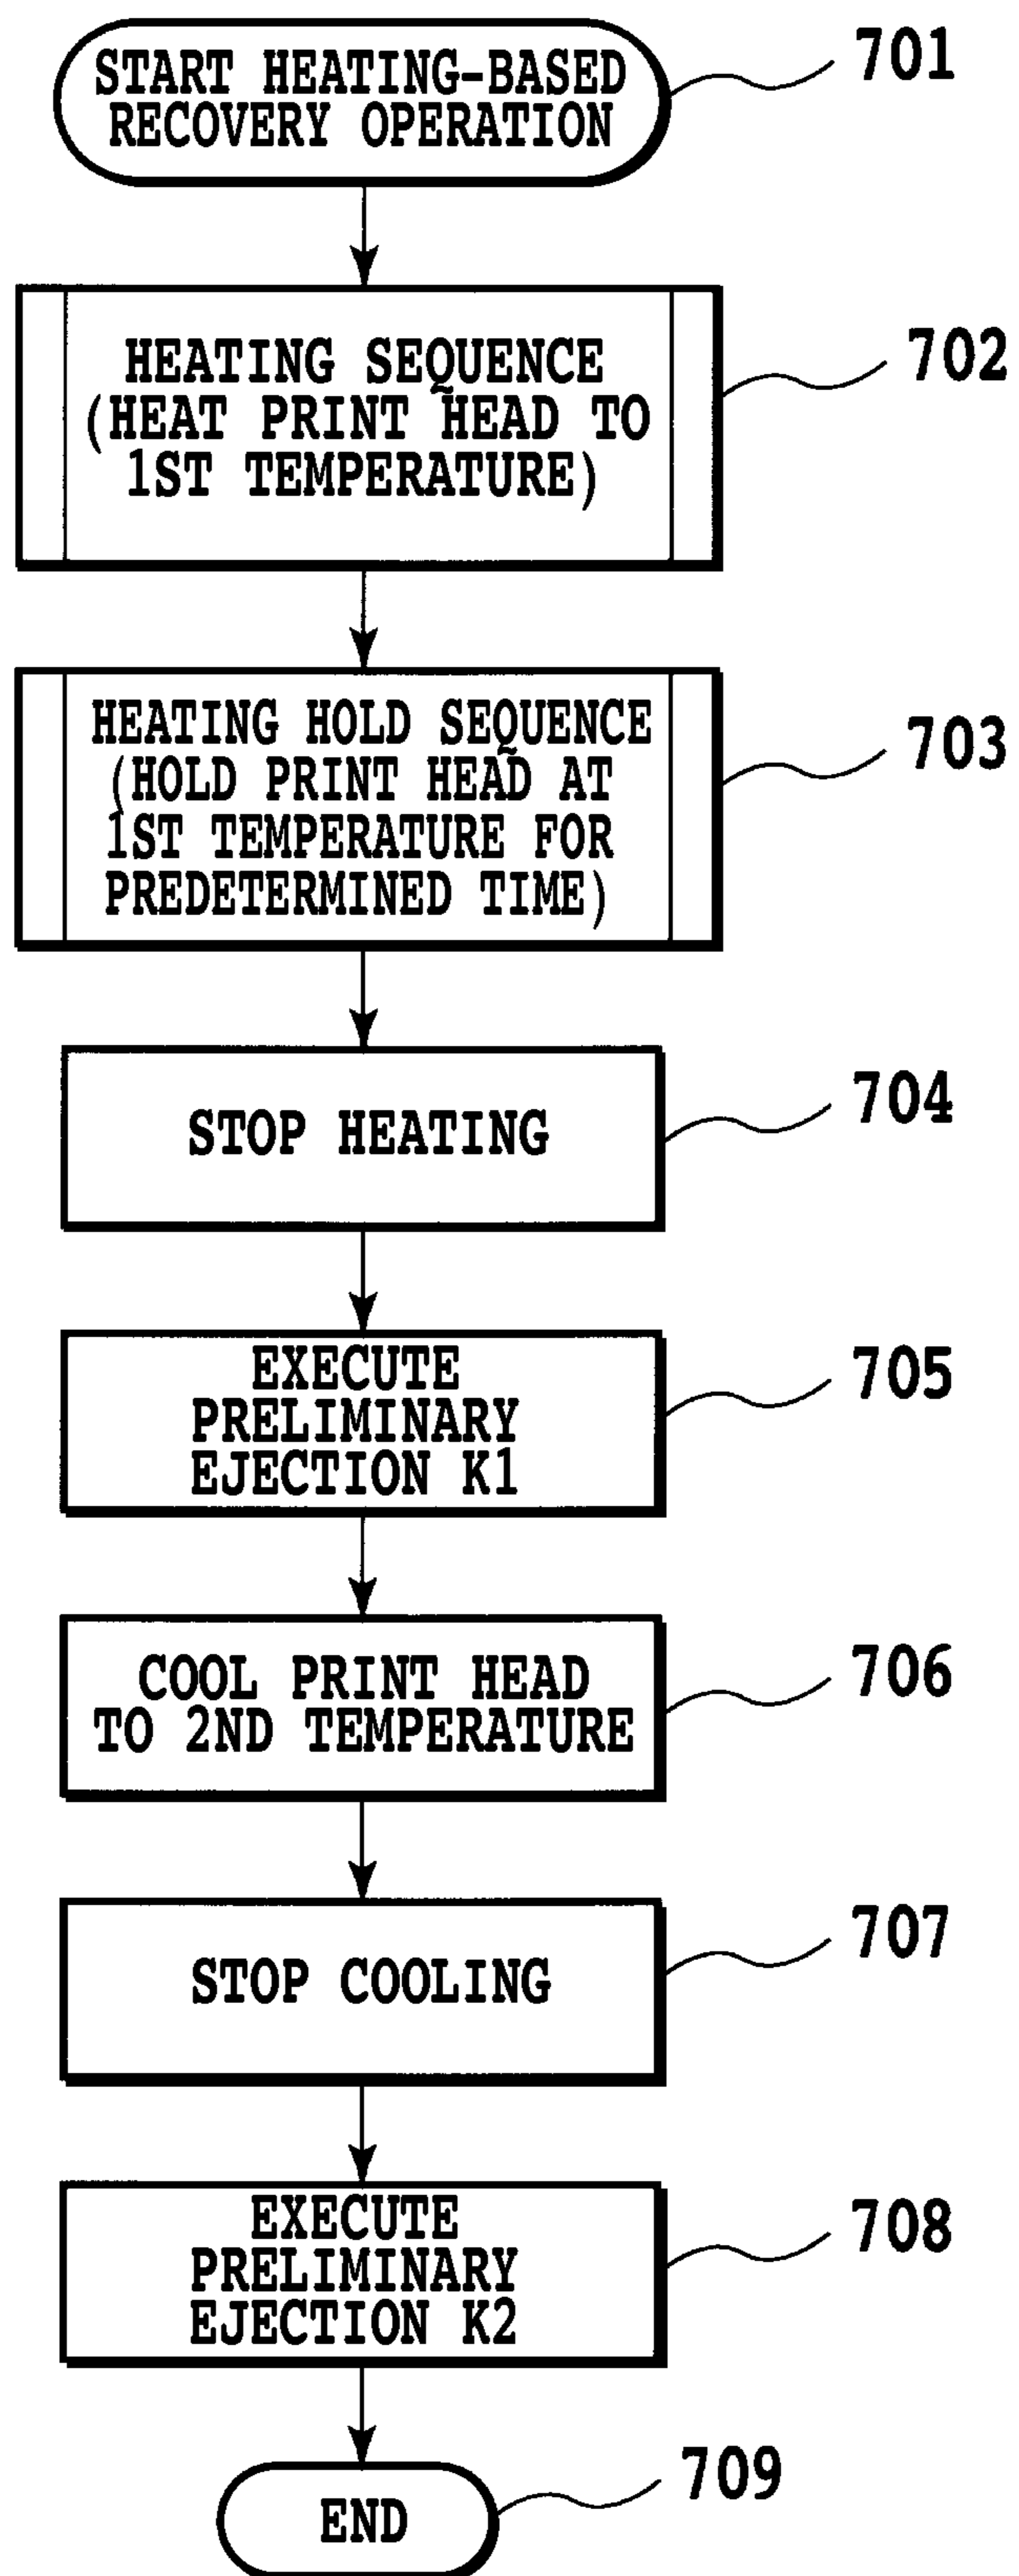 START HEATING-BASED
RECOVERY OPERATION
701
HEATING SEQUENCE
(HEAT PRINT HEAD TO
1ST TEMPERATURE)
702
HEATING HOLD SEQUENCE
(HOLD PRINT HEAD AT
1ST TEMPERATURE FOR
PREDETERMINED TIME)
703
STOP HEATING
704
EXECUTE
PRELIMINARY
EJECTION K1
705
COOL PRINT HEAD
TO 2ND TEMPERATURE
706
STOP COOLING
707
EXECUTE
PRELIMINARY
EJECTION K2
708
END
709